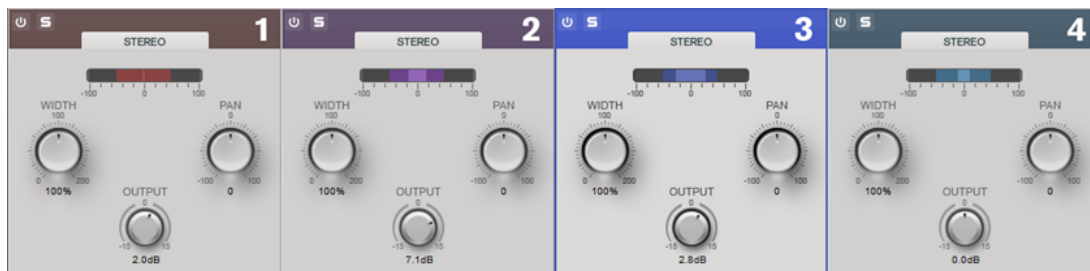 S 1 S 2 S 3 S 4
STEREO STEREO STEREO STEREO
-100 0 100 -100 0 100 -100 0 100 -100 0 100
WIDTH PAN WIDTH PAN WIDTH PAN WIDTH PAN
100 0 100 0 100 0 100 0
0 200 -100 100 0 200 -100 100 0 200 -100 100 0 200 -100 100
100% 0 100% 0 100% 0 100% 0
OUTPUT OUTPUT OUTPUT OUTPUT
0 0 0 0
-15 15 -15 15 -15 15 -15 15
2.0dB 7.1dB 2.8dB 0.0dB